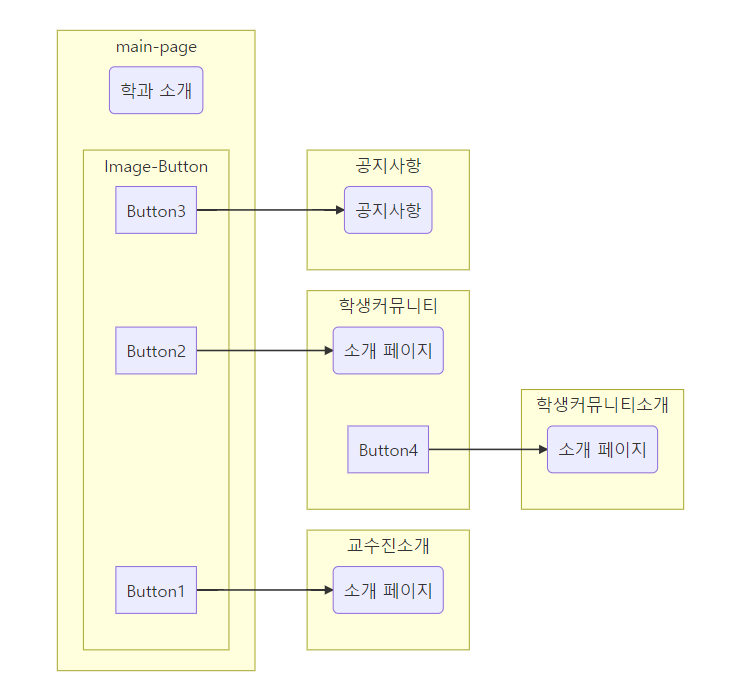 main-page
학과 소개
Image-Button
Button3
공지사항
공지사항
Button2
학생커뮤니티
소개 페이지
Button4
학생커뮤니티소개
소개 페이지
Button1
교수진소개
소개 페이지